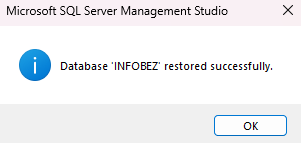 Microsoft SQL Server Management Studio
Database 'INFOBEZ' restored successfully.
OK